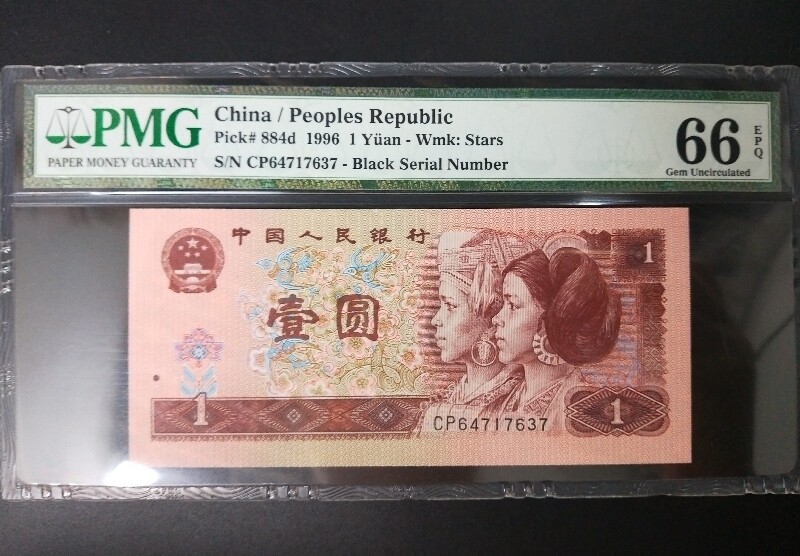 PMG
PAPER MONEY GUARANTY
China / Peoples Republic
Pick# 884d 1996 1 Yüan - Wmk: Stars
S/N CP64717637 - Black Serial Number
66
EPQ
Gem Uncirculated
中国人民银行
1
壹圆
1
CP64717637
1